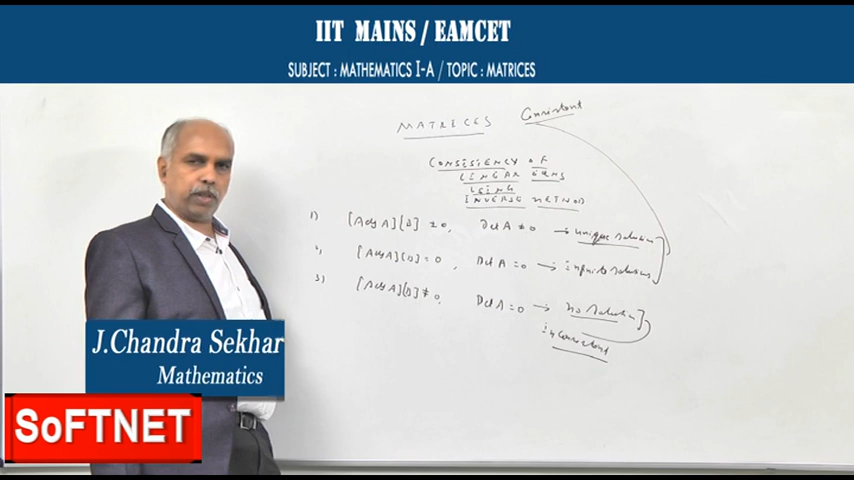 IIT MAINS / EAMCET
SUBJECT : MATHEMATICS I-A / TOPIC : MATRICES
MATRICES Consistent
CONSISIENCY OF
LINEAR EQNS
USING
INVERSE METHOD
1) [Adj A][D] ≠ 0, Det A ≠ 0 → unique solution
2) [Adj A][D] = 0, Det A = 0 → infinite solutions
3) [Adj A][D] ≠ 0, Det A = 0 → no solution
inconsistent
J.Chandra Sekhar
Mathematics
SoFTNET